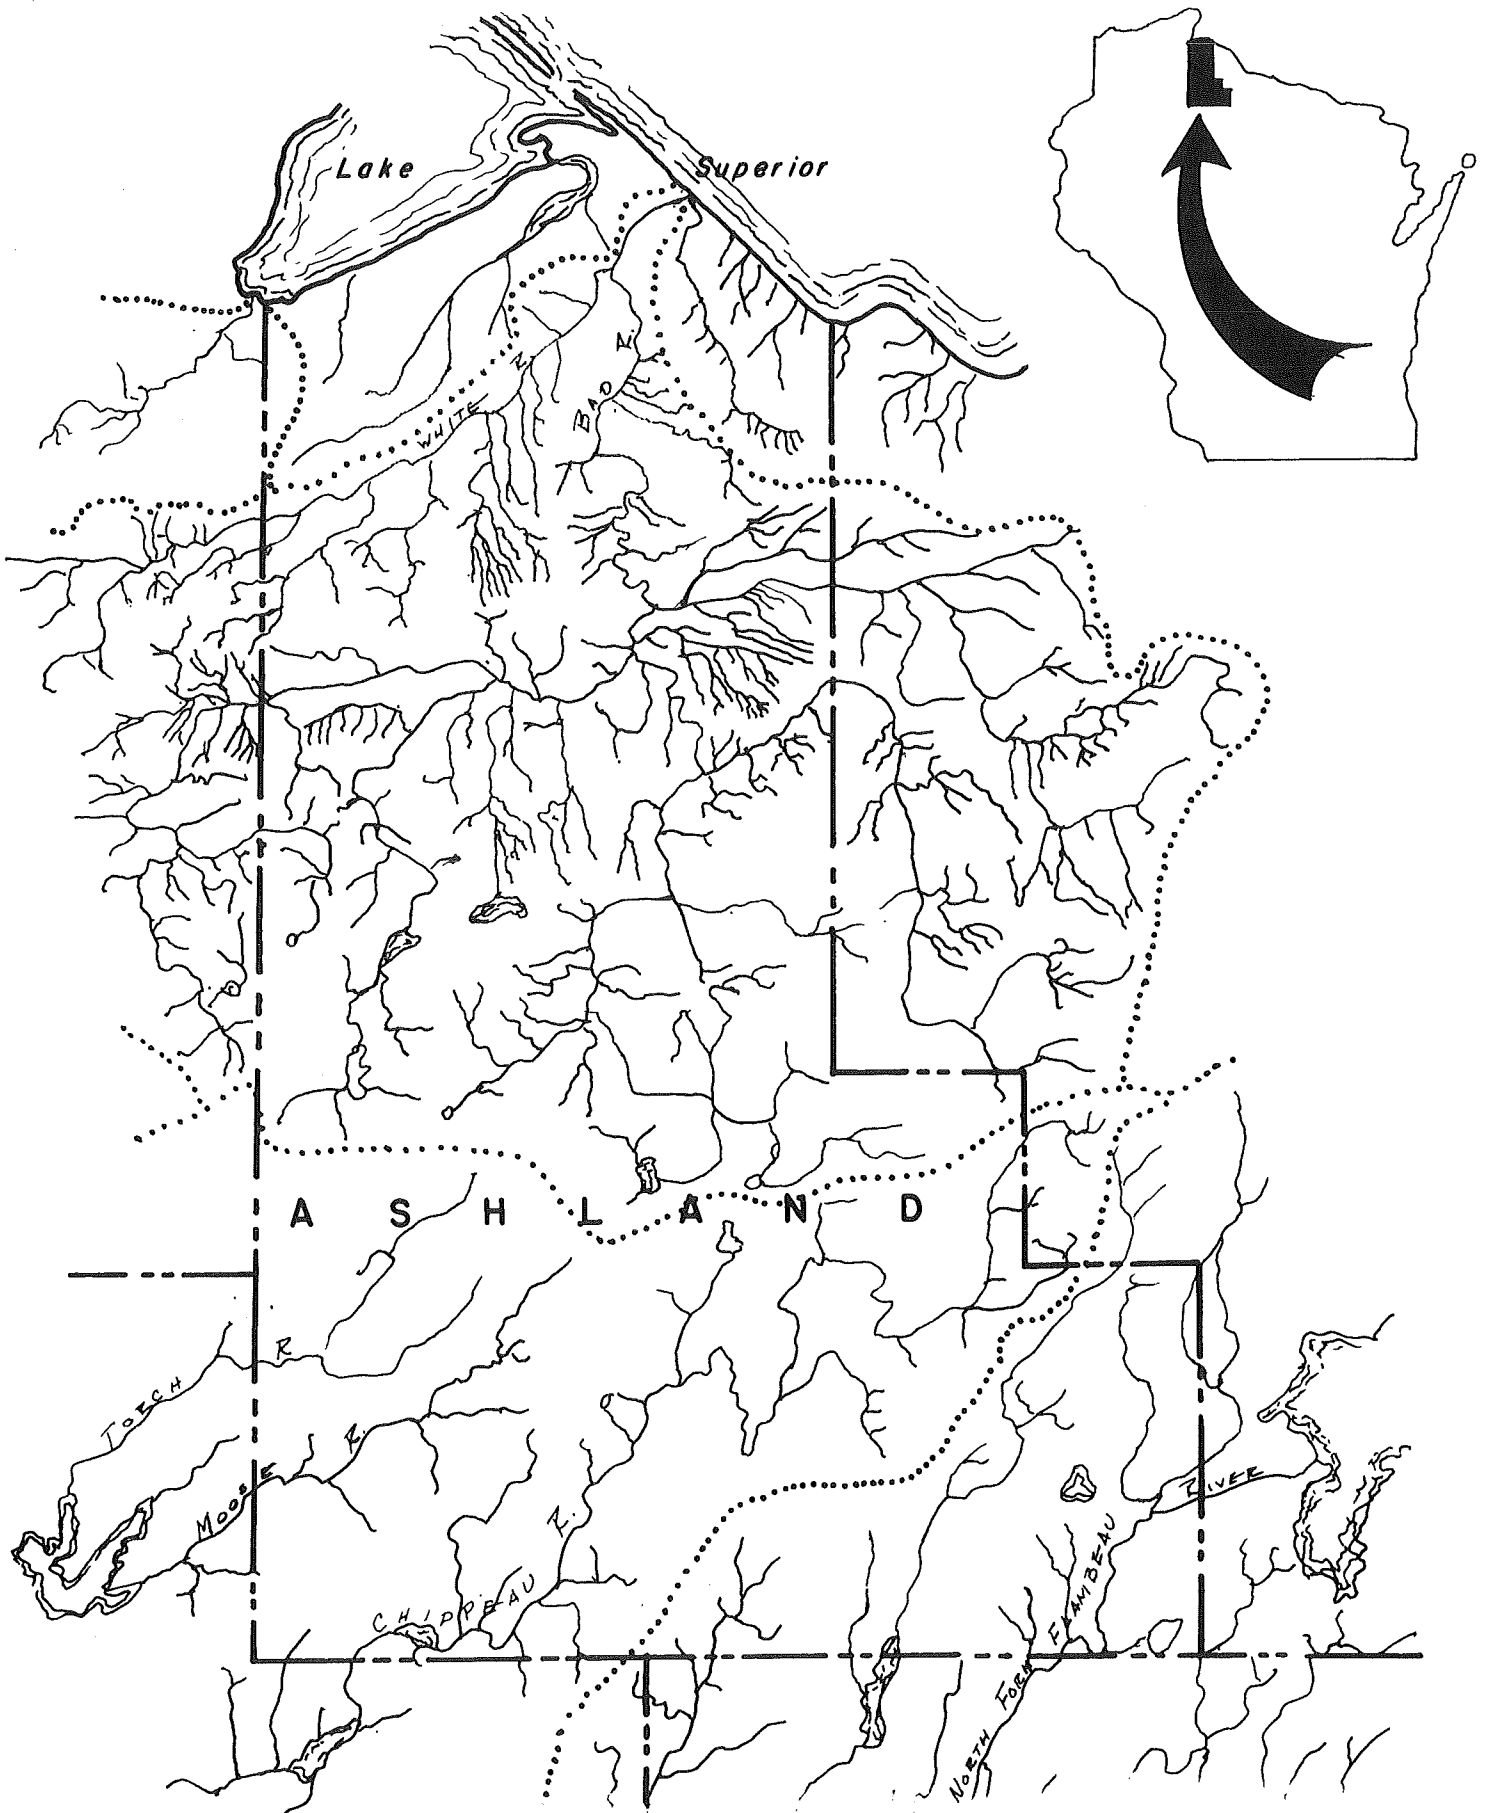 Lake Superior
WHITE R.
BAD R.
ASHLAND
TORCH R
MOOSE R.
CHIPPEAU R.
RIVER
NORTH FORK FLAMBEAU